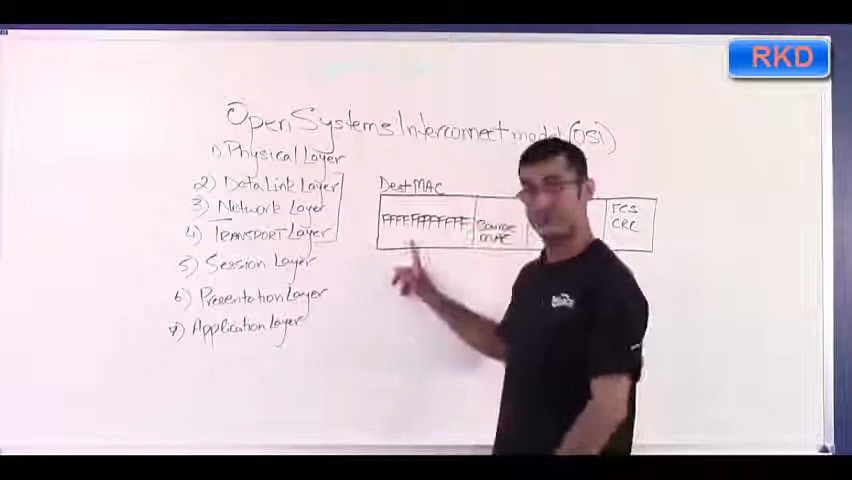 RKD
Open Systems Interconnect model (OSI)
1) Physical Layer
2) Data Link Layer
3) Network Layer
4) TRANSPORT Layer
5) Session Layer
6) Presentation Layer
7) Application Layer
Dest MAC
FFFFFFFFFFFF
Source
MAC
FCS
CRC